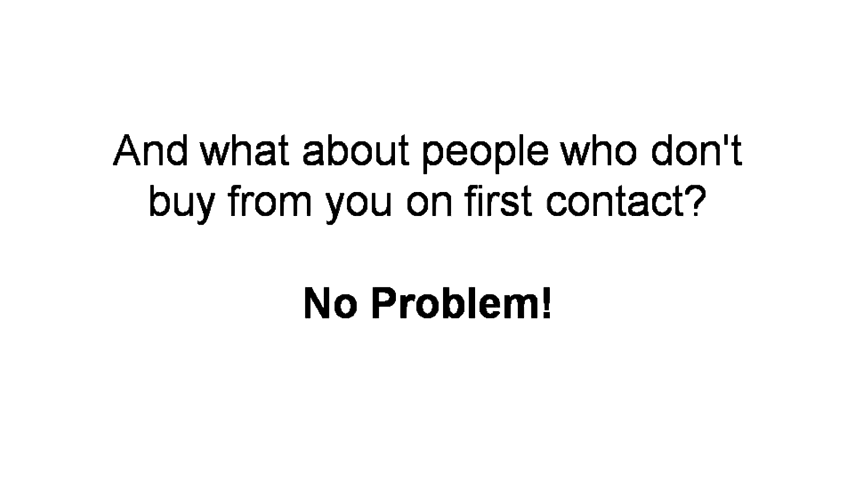 And what about people who don't
buy from you on first contact?
No Problem!